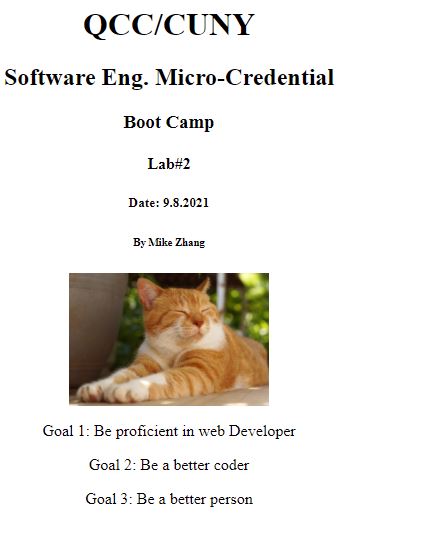 QCC/CUNY
Software Eng. Micro-Credential
Boot Camp
Lab#2
Date: 9.8.2021
By Mike Zhang
Goal 1: Be proficient in web Developer
Goal 2: Be a better coder
Goal 3: Be a better person